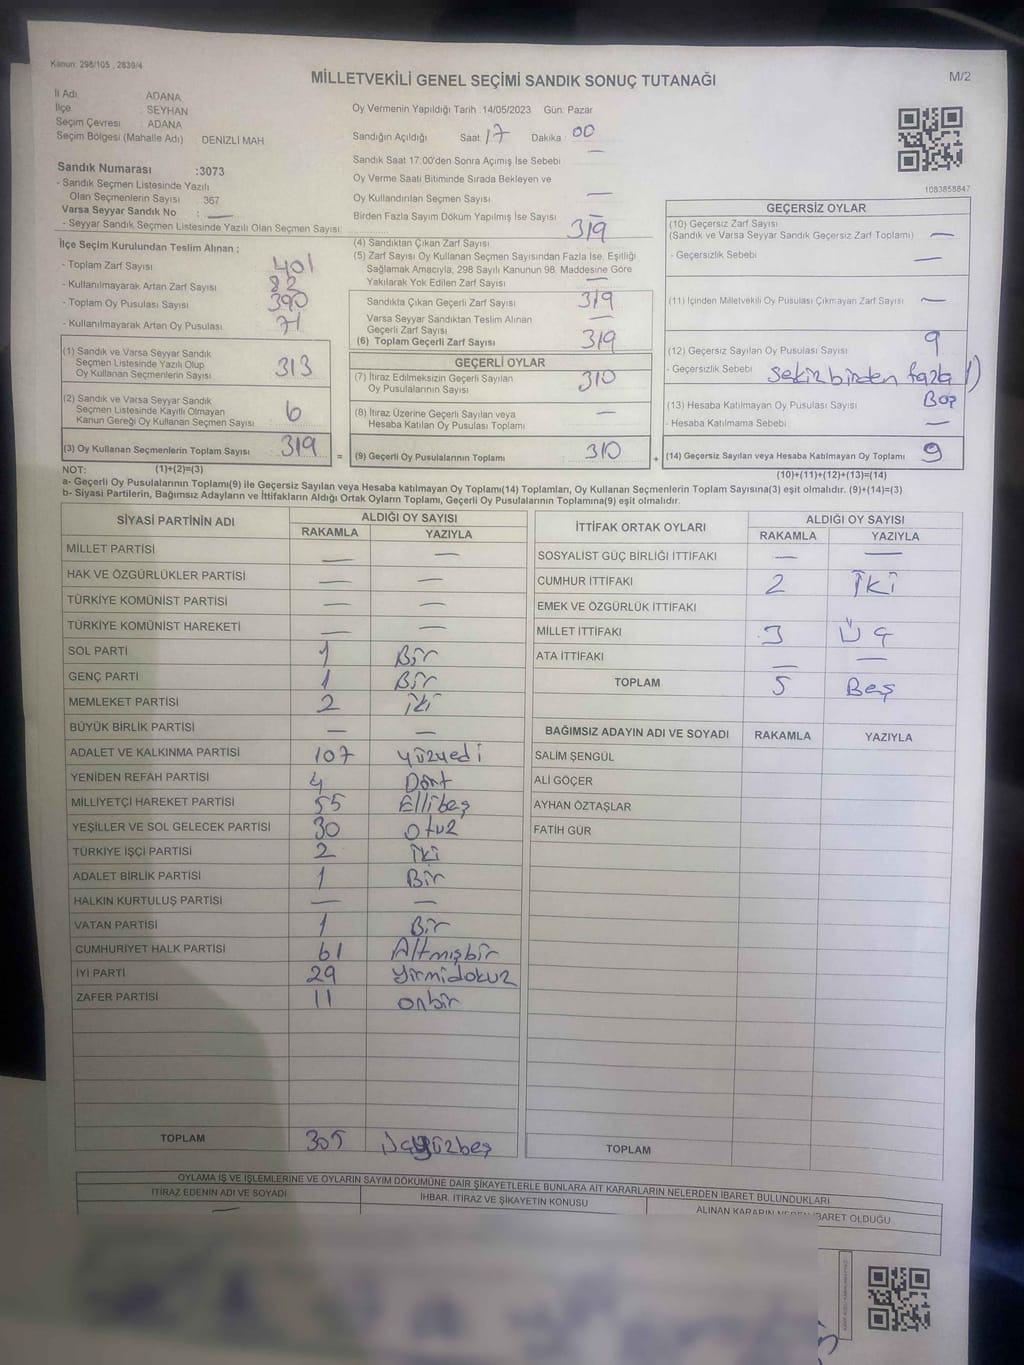 Kanun: 298/105 , 2839/4
MİLLETVEKİLİ GENEL SEÇİMİ SANDIK SONUÇ TUTANAĞI
M/2
İl Adı ADANA
İlçe SEYHAN
Seçim Çevresi ADANA
Seçim Bölgesi (Mahalle Adı) DENİZLİ MAH
Oy Vermenin Yapıldığı Tarih :14/05/2023 Gün: Pazar
Sandığın Açıldığı Saat 17 Dakika 00
Sandık Saat 17:00'den Sonra Açımış İse Sebebi —
Oy Verme Saati Bitiminde Sırada Bekleyen ve
Oy Kullandırılan Seçmen Sayısı —
Birden Fazla Sayım Döküm Yapılmış İse Sayısı —
1083858847
Sandık Numarası :3073
- Sandık Seçmen Listesinde Yazılı
Olan Seçmenlerin Sayısı : 367
Varsa Seyyar Sandık No : —
- Seyyar Sandık Seçmen Listesinde Yazılı Olan Seçmen Sayısı:
İlçe Seçim Kurulundan Teslim Alınan ;
- Toplam Zarf Sayısı 401
- Kullanılmayarak Artan Zarf Sayısı 82
- Toplam Oy Pusulası Sayısı 390
- Kullanılmayarak Artan Oy Pusulası 71
(1) Sandık ve Varsa Seyyar Sandık
Seçmen Listesinde Yazılı Olup
Oy Kullanan Seçmenlerin Sayısı 313
(2) Sandık ve Varsa Seyyar Sandık
Seçmen Listesinde Kayıtlı Olmayan
Kanun Gereği Oy Kullanan Seçmen Sayısı 6
(3) Oy Kullanan Seçmenlerin Toplam Sayısı 319
(4) Sandıktan Çıkan Zarf Sayısı 319
(5) Zarf Sayısı Oy Kullanan Seçmen Sayısından Fazla İse, Eşitliği
Sağlamak Amacıyla, 298 Sayılı Kanunun 98. Maddesine Göre
Yakılarak Yok Edilen Zarf Sayısı —
Sandıkta Çıkan Geçerli Zarf Sayısı 319
Varsa Seyyar Sandıktan Teslim Alınan
Geçerli Zarf Sayısı —
(6) Toplam Geçerli Zarf Sayısı 319
GEÇERLİ OYLAR
(7) İtiraz Edilmeksizin Geçerli Sayılan
Oy Pusulalarının Sayısı 310
(8) İtiraz Üzerine Geçerli Sayılan veya
Hesaba Katılan Oy Pusulası Toplamı —
= (9) Geçerli Oy Pusulalarının Toplamı 310
GEÇERSİZ OYLAR
(10) Geçersiz Zarf Sayısı
(Sandık ve Varsa Seyyar Sandık Geçersiz Zarf Toplamı) —
- Geçersizlik Sebebi —
(11) İçinden Milletvekili Oy Pusulası Çıkmayan Zarf Sayısı —
(12) Geçersiz Sayılan Oy Pusulası Sayısı 9
- Geçersizlik Sebebi Sekiz birden fazla 1)
Boş
(13) Hesaba Katılmayan Oy Pusulası Sayısı
- Hesaba Katılmama Sebebi —
+ (14) Geçersiz Sayılan veya Hesaba Katılmayan Oy Toplamı 9
NOT: (1)+(2)=(3)
(10)+(11)+(12)+(13)=(14)
a- Geçerli Oy Pusulalarının Toplamı(9) ile Geçersiz Sayılan veya Hesaba katılmayan Oy Toplamı(14) Toplamları, Oy Kullanan Seçmenlerin Toplam Sayısına(3) eşit olmalıdır. (9)+(14)=(3)
b- Siyasi Partilerin, Bağımsız Adayların ve İttifakların Aldığı Ortak Oyların Toplamı, Geçerli Oy Pusulalarının Toplamına(9) eşit olmalıdır.
SİYASİ PARTİNİN ADI ALDIĞI OY SAYISI
RAKAMLA YAZIYLA
MİLLET PARTİSİ — —
HAK VE ÖZGÜRLÜKLER PARTİSİ — —
TÜRKİYE KOMÜNİST PARTİSİ — —
TÜRKİYE KOMÜNİST HAREKETİ — —
SOL PARTİ 1 Bir
GENÇ PARTİ 1 Bir
MEMLEKET PARTİSİ 2 iki
BÜYÜK BİRLİK PARTİSİ — —
ADALET VE KALKINMA PARTİSİ 107 yüzyedi
YENİDEN REFAH PARTİSİ 4 Dört
MİLLİYETÇİ HAREKET PARTİSİ 55 Ellibeş
YEŞİLLER VE SOL GELECEK PARTİSİ 30 otuz
TÜRKİYE İŞÇİ PARTİSİ 2 iki
ADALET BİRLİK PARTİSİ 1 Bir
HALKIN KURTULUŞ PARTİSİ — —
VATAN PARTİSİ 1 Bir
CUMHURİYET HALK PARTİSİ 61 Altmışbir
İYİ PARTİ 29 yirmidokuz
ZAFER PARTİSİ 11 onbir
TOPLAM 305 üçyüzbeş
İTTİFAK ORTAK OYLARI ALDIĞI OY SAYISI
RAKAMLA YAZIYLA
SOSYALİST GÜÇ BİRLİĞİ İTTİFAKI — —
CUMHUR İTTİFAKI 2 İki
EMEK VE ÖZGÜRLÜK İTTİFAKI
MİLLET İTTİFAKI 3 Üç
ATA İTTİFAKI — —
TOPLAM 5 Beş
BAĞIMSIZ ADAYIN ADI VE SOYADI RAKAMLA YAZIYLA
SALİM ŞENGÜL
ALİ GÖÇER
AYHAN ÖZTAŞLAR
FATİH GÜR
TOPLAM
OYLAMA İŞ VE İŞLEMLERİNE VE OYLARIN SAYIM DÖKÜMÜNE DAİR ŞİKAYETLERLE BUNLARA AİT KARARLARIN NELERDEN İBARET BULUNDUKLARI
İTİRAZ EDENİN ADI VE SOYADI İHBAR, İTİRAZ VE ŞİKAYETİN KONUSU ALINAN KARARIN NEDEN İBARET OLDUĞU
—